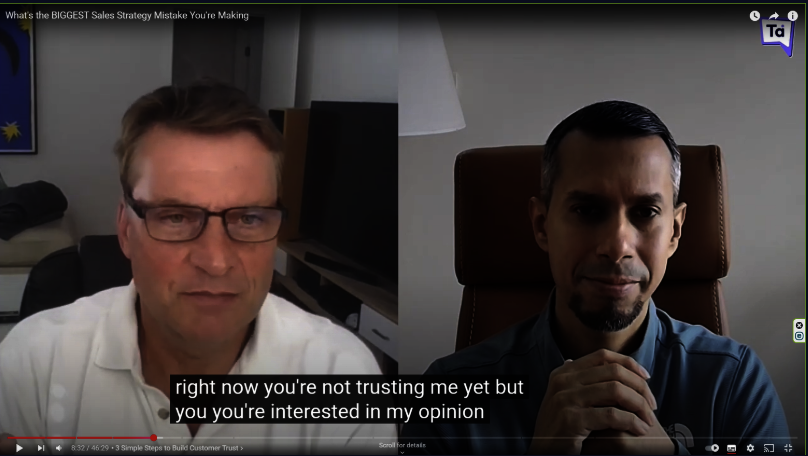 What's the BIGGEST Sales Strategy Mistake You're Making
Ta
right now you're not trusting me yet but
you you're interested in my opinion
8:32 / 46:29 • 3 Simple Steps to Build Customer Trust >
Scroll for details